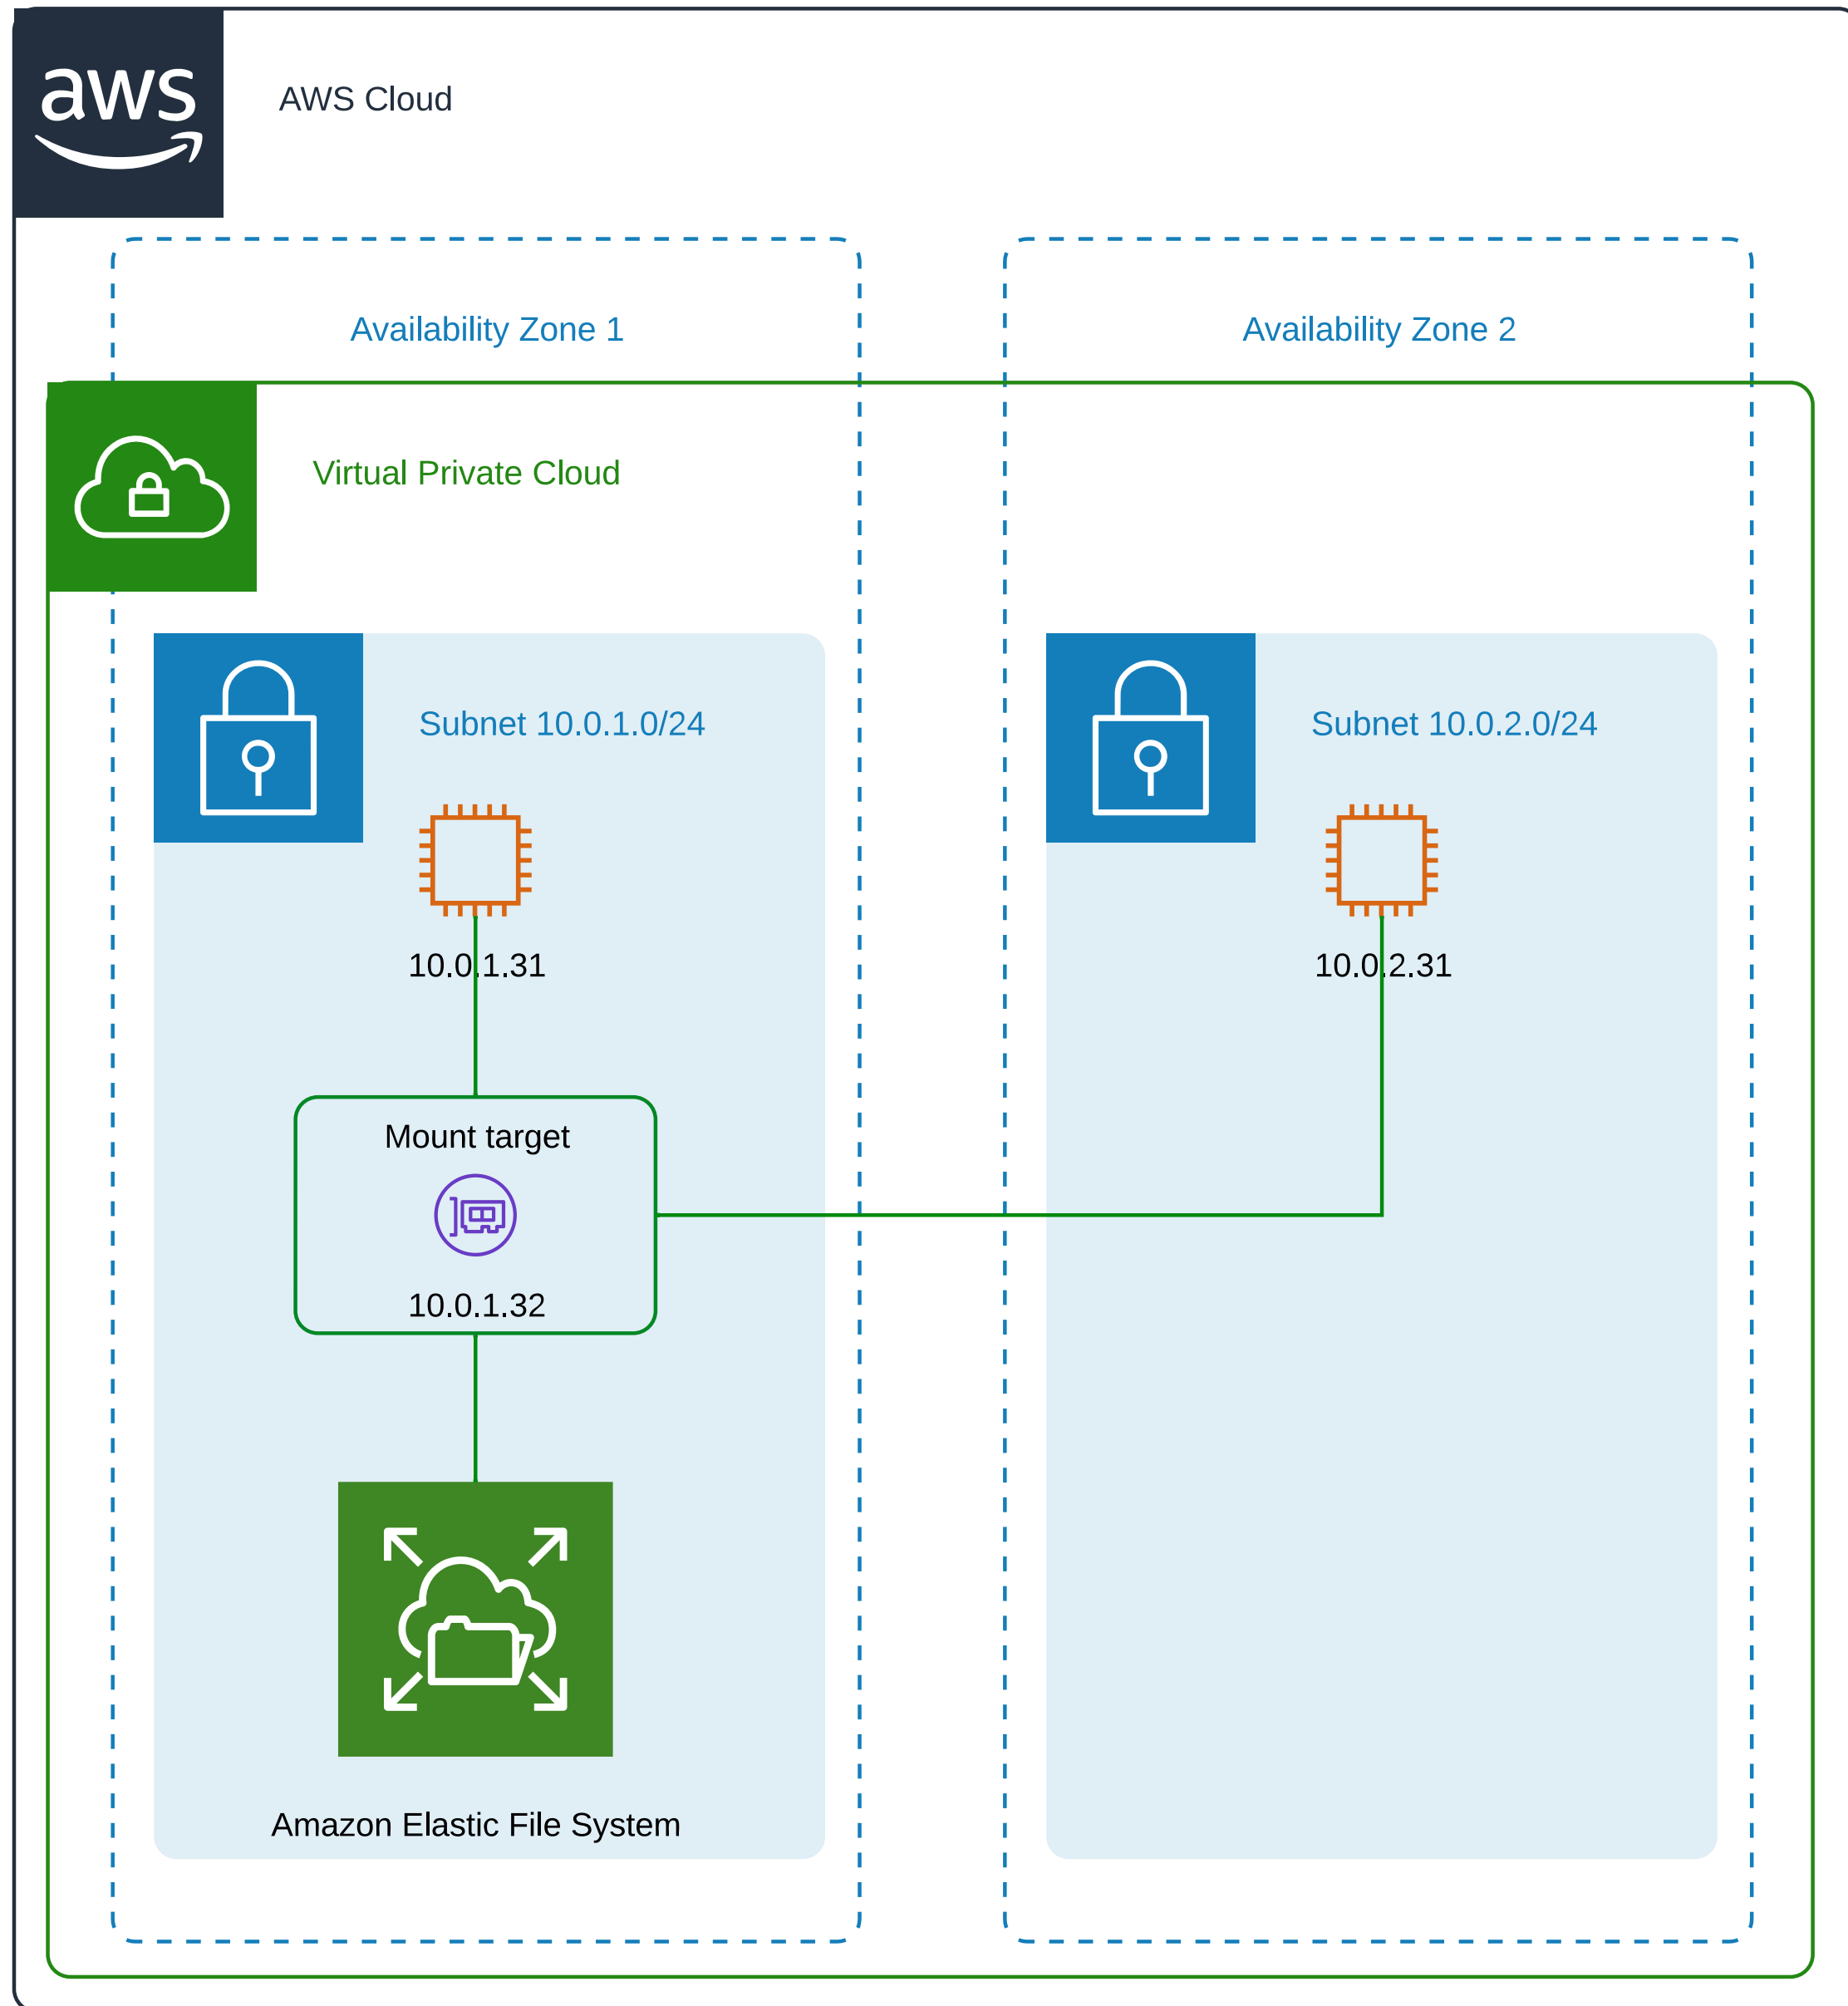 aws
AWS Cloud
Availability Zone 1
Availability Zone 2
Virtual Private Cloud
Subnet 10.0.1.0/24
Subnet 10.0.2.0/24
10.0.1.31
10.0.2.31
Mount target
10.0.1.32
Amazon Elastic File System